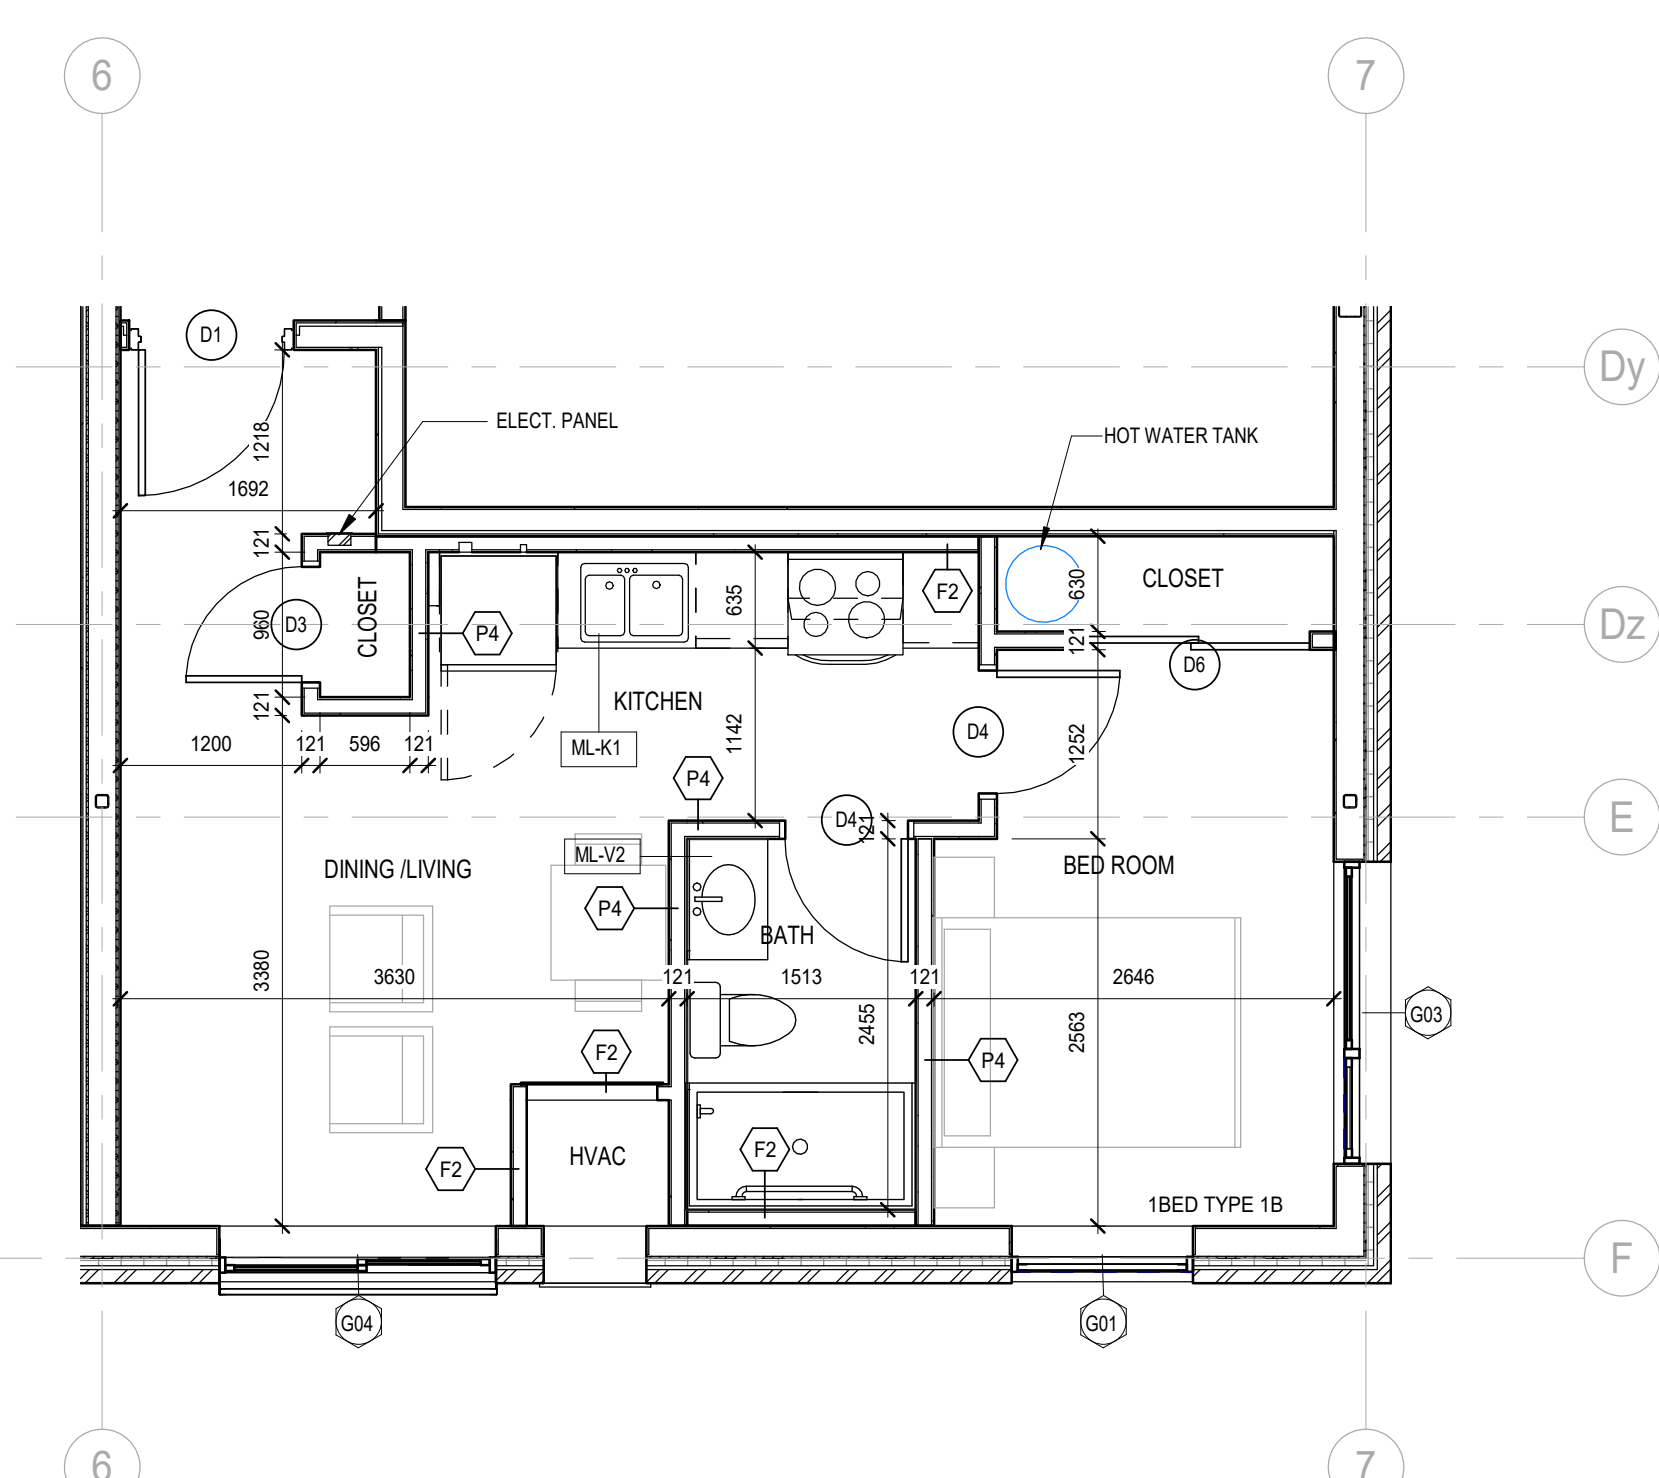 6
7
D1
Dy
ELECT. PANEL
HOT WATER TANK
1218
1692
121
CLOSET
D3
960
P4
635
F2
630
CLOSET
Dz
121
D6
121
KITCHEN
1200
121
596
121
ML-K1
1142
D4
1252
P4
D4
121
E
DINING /LIVING
ML-V2
BED ROOM
P4
BATH
3380
3630
121
1513
121
2646
2455
2563
G03
F2
P4
F2
HVAC
F2
1BED TYPE 1B
F
G04
G01
6
7